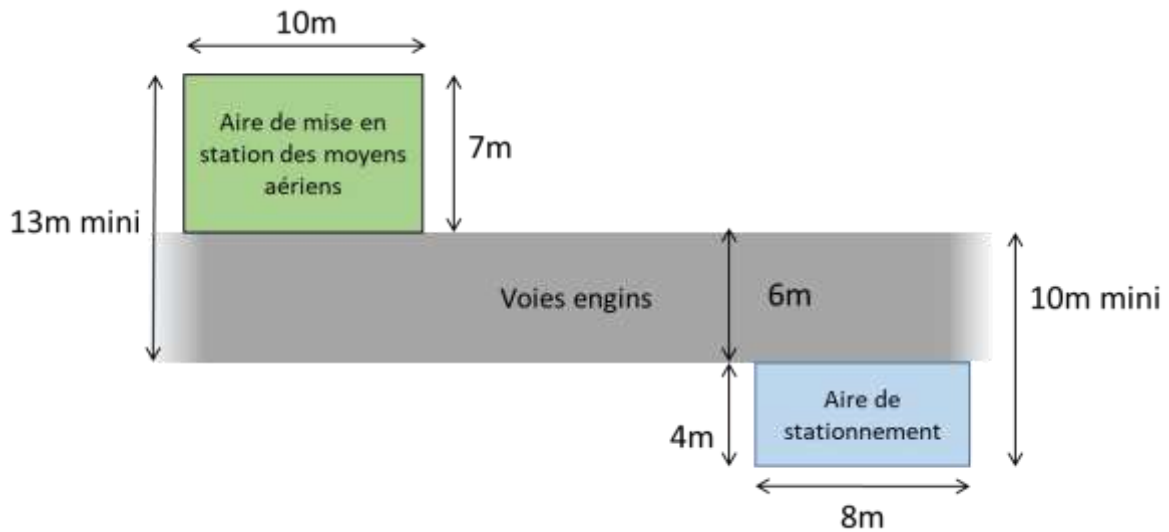 10m
Aire de mise en
station des moyens
aériens
7m
13m mini
Voies engins
6m
10m mini
Aire de
stationnement
4m
8m